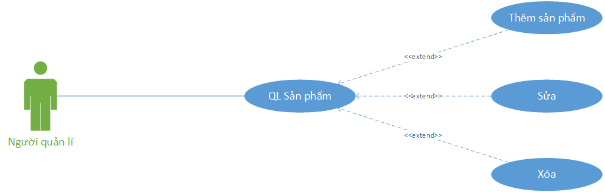 Thêm sản phẩm
<<extend>>
Người quản lí
QL Sản phẩm
<<extend>>
Sửa
<<extend>>
Xóa